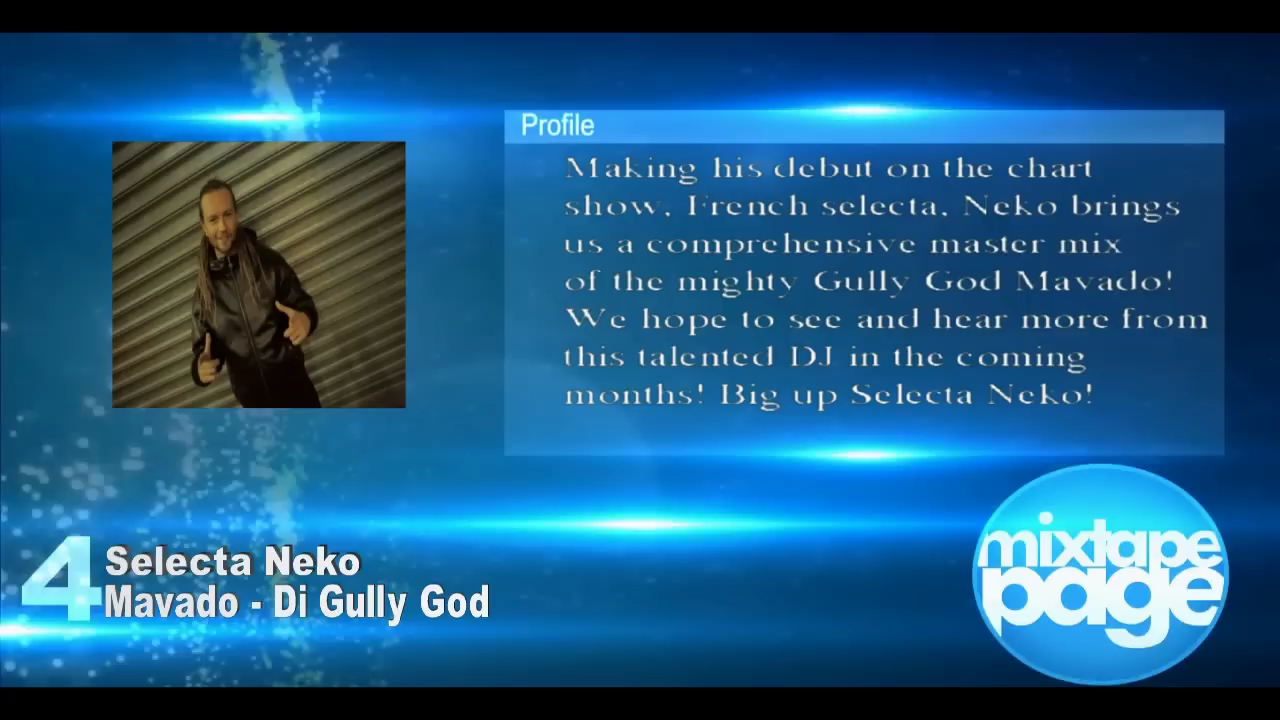 Profile
Making his debut on the chart
show, French selecta, Neko brings
us a comprehensive master mix
of the mighty Gully God Mavado!
We hope to see and hear more from
this talented DJ in the coming
months! Big up Selecta Neko!
4
Selecta Neko
Mavado - Di Gully God
mixtape
page